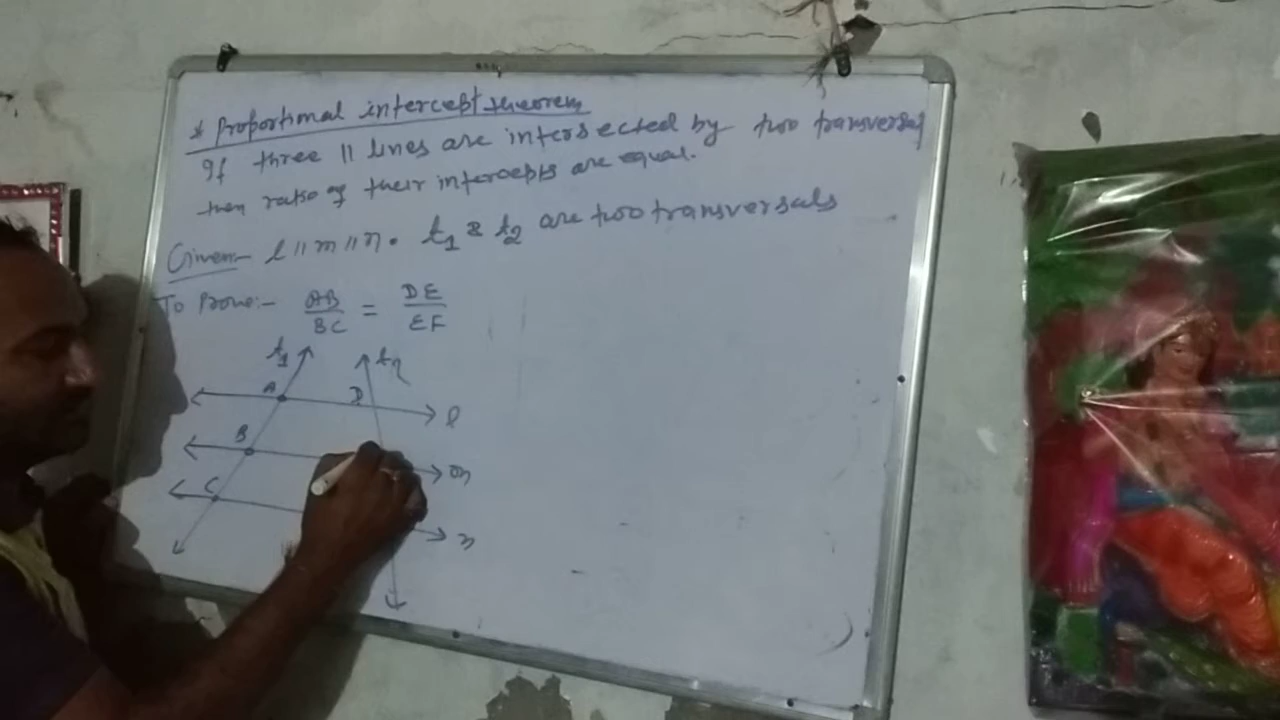 * Proportional intercept theorem
If three || lines are intersected by two transversal
then ratio of their intercepts are equal.
Given:- l || m || n. t1 & t2 are two transversals
To Prove:- AB/BC = DE/EF
t1 t2
A D l
B m
C n